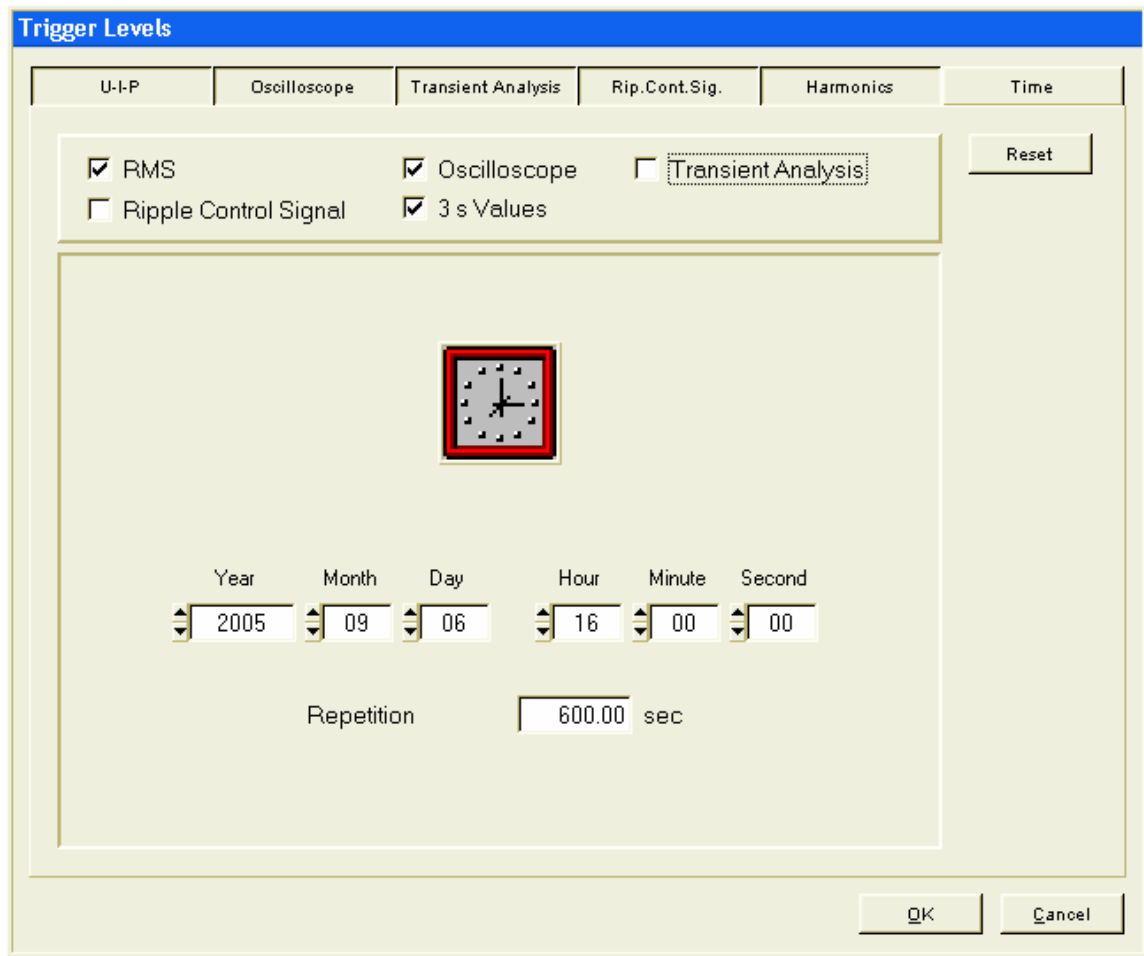 Trigger Levels
U-I-P Oscilloscope Transient Analysis Rip.Cont.Sig. Harmonics Time
RMS Oscilloscope Transient Analysis Reset
Ripple Control Signal 3 s Values
Year Month Day Hour Minute Second
2005 09 06 16 00 00
Repetition 600.00 sec
OK Cancel